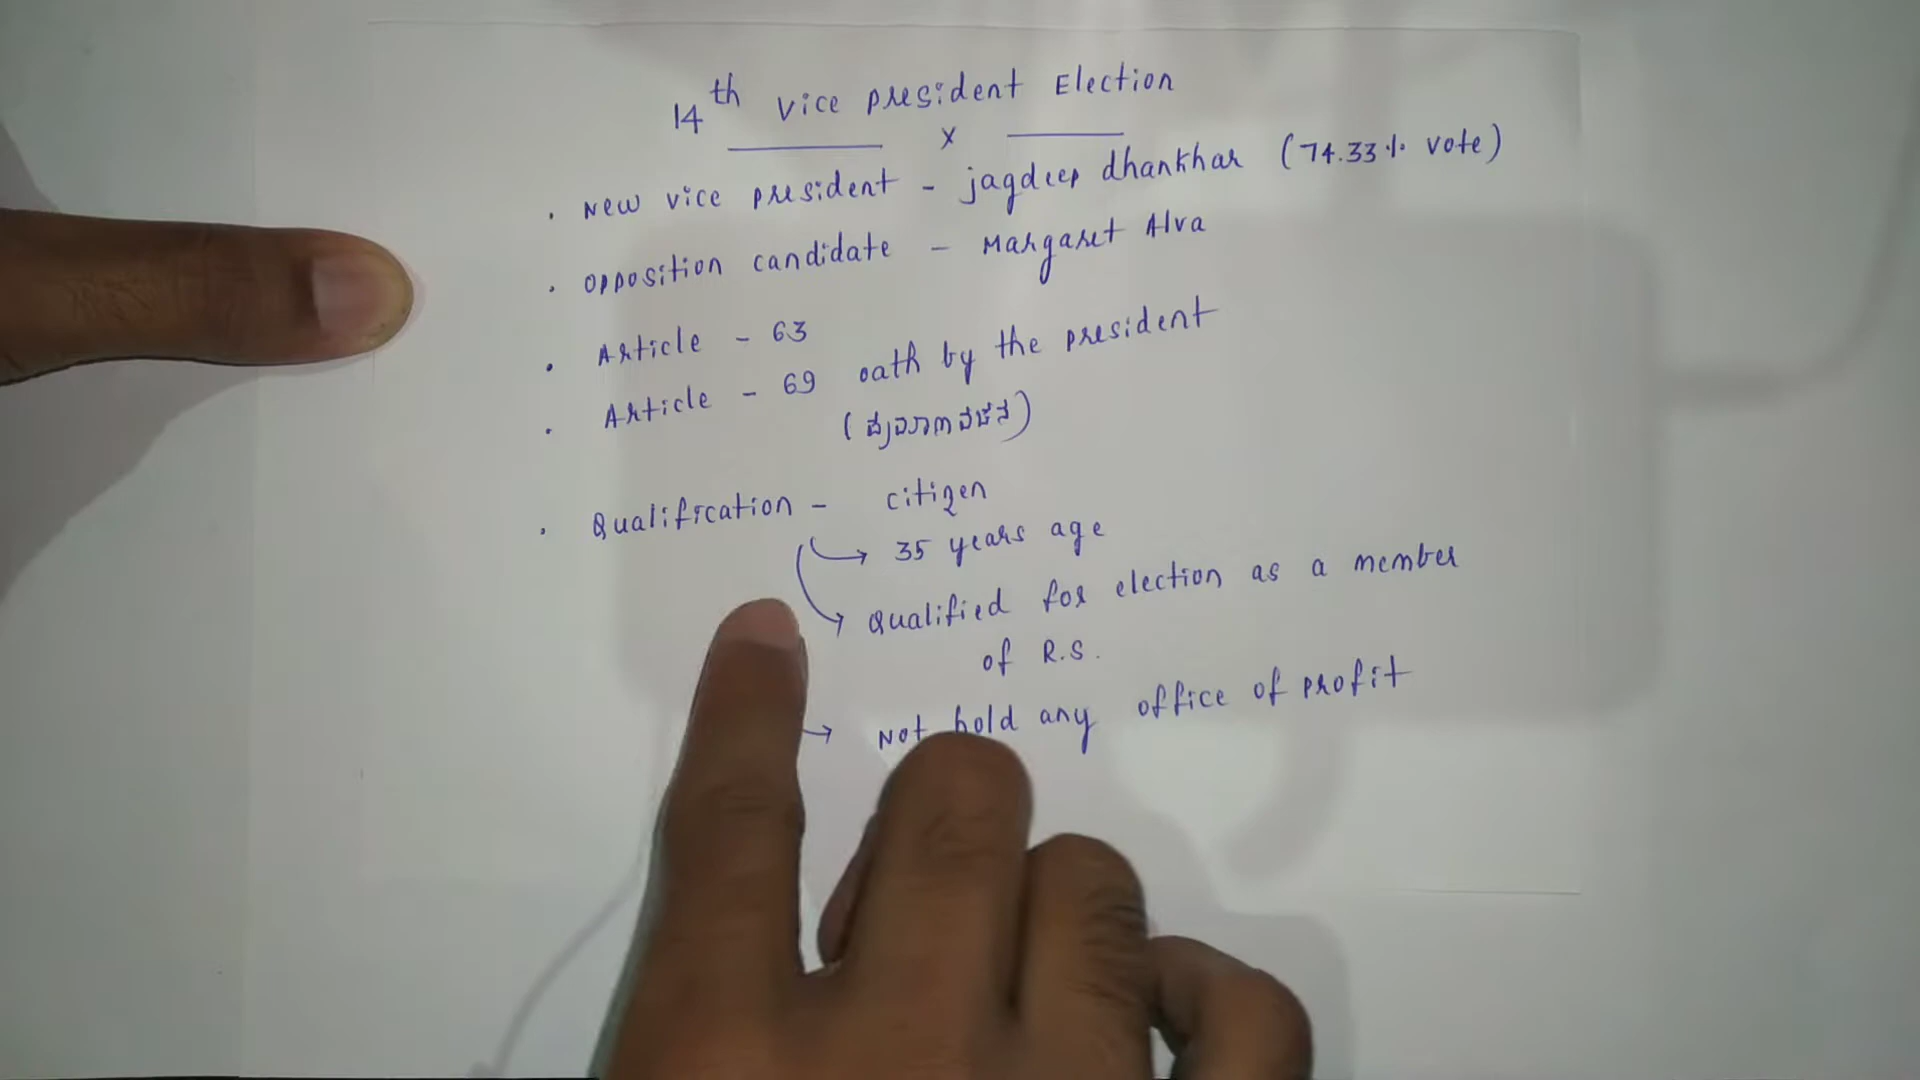 14th Vice president Election
x
. New vice president - jagdeep dhankhar (74.33% vote)
. opposition candidate - Margaret Alva
. Article - 63
. Article - 69 oath by the president
(ಪ್ರಮಾಣವಚನ)
. Qualification - citizen
→ 35 years age
→ Qualified for election as a member
of R.S.
→ Not hold any office of profit